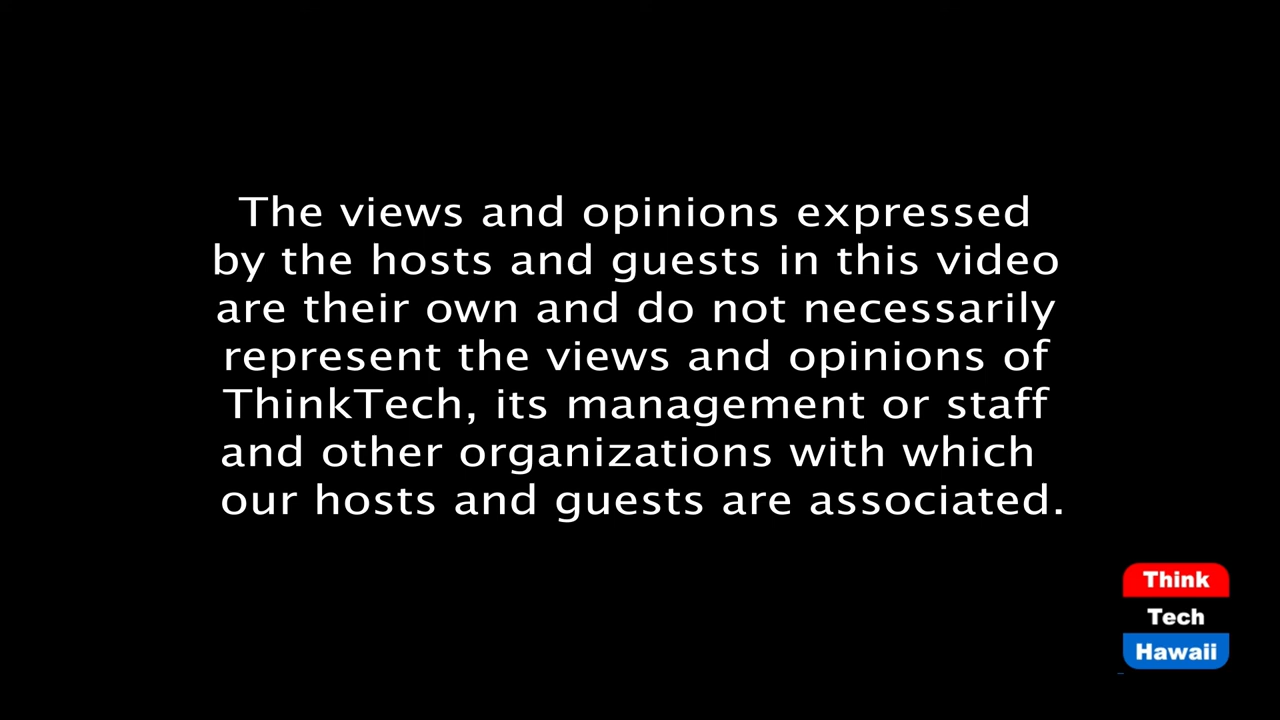 The views and opinions expressed
by the hosts and guests in this video
are their own and do not necessarily
represent the views and opinions of
ThinkTech, its management or staff
and other organizations with which
our hosts and guests are associated.
Think
Tech
Hawaii